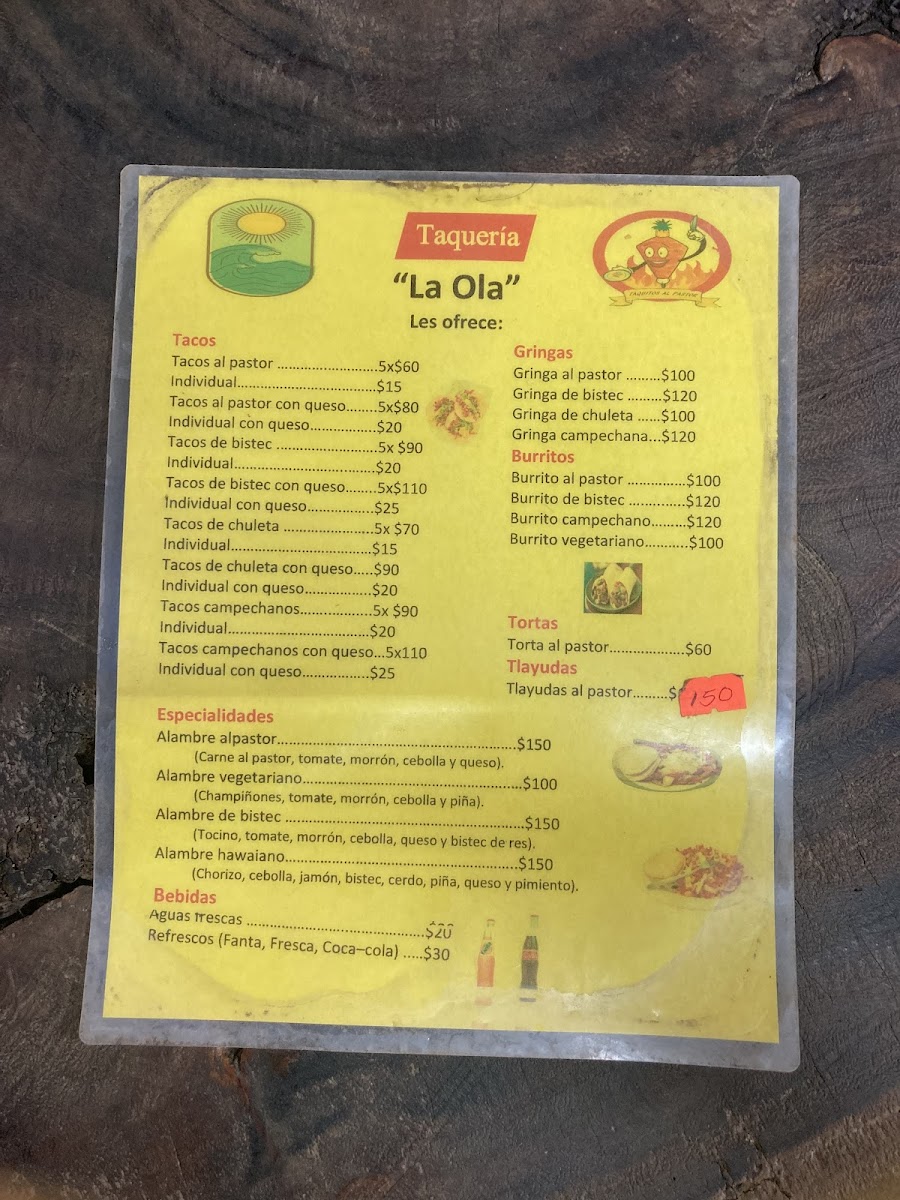 Taquería
"La Ola"
Les ofrece:
TAQUITOS AL PASTOR
Tacos
Tacos al pastor ............................5x$60
Individual.......................................$15
Tacos al pastor con queso........5x$80
Individual con queso..................$20
Tacos de bistec ............................5x $90
Individual.......................................$20
Tacos de bistec con queso........5x$110
Individual con queso..................$25
Tacos de chuleta .........................5x $70
Individual.......................................$15
Tacos de chuleta con queso.....$90
Individual con queso..................$20
Tacos campechanos....................5x $90
Individual.......................................$20
Tacos campechanos con queso...5x110
Individual con queso..................$25
Gringas
Gringa al pastor .........$100
Gringa de bistec .........$120
Gringa de chuleta ......$100
Gringa campechana...$120
Burritos
Burrito al pastor ...............$100
Burrito de bistec ...............$120
Burrito campechano.........$120
Burrito vegetariano...........$100
Tortas
Torta al pastor.....................$60
Tlayudas
Tlayudas al pastor.........$ 150
Especialidades
Alambre alpastor...............................................................$150
(Carne al pastor, tomate, morrón, cebolla y queso).
Alambre vegetariano..........................................................$100
(Champiñones, tomate, morrón, cebolla y piña).
Alambre de bistec ..............................................................$150
(Tocino, tomate, morrón, cebolla, queso y bistec de res).
Alambre hawaiano..............................................................$150
(Chorizo, cebolla, jamón, bistec, cerdo, piña, queso y pimiento).
Bebidas
Aguas frescas ..............................................$20
Refrescos (Fanta, Fresca, Coca–cola) .....$30